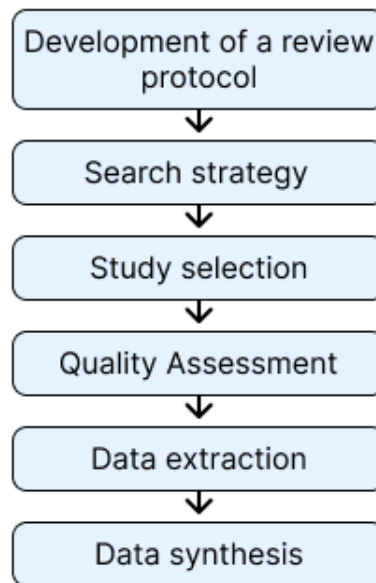 Development of a review
protocol
Search strategy
Study selection
Quality Assessment
Data extraction
Data synthesis